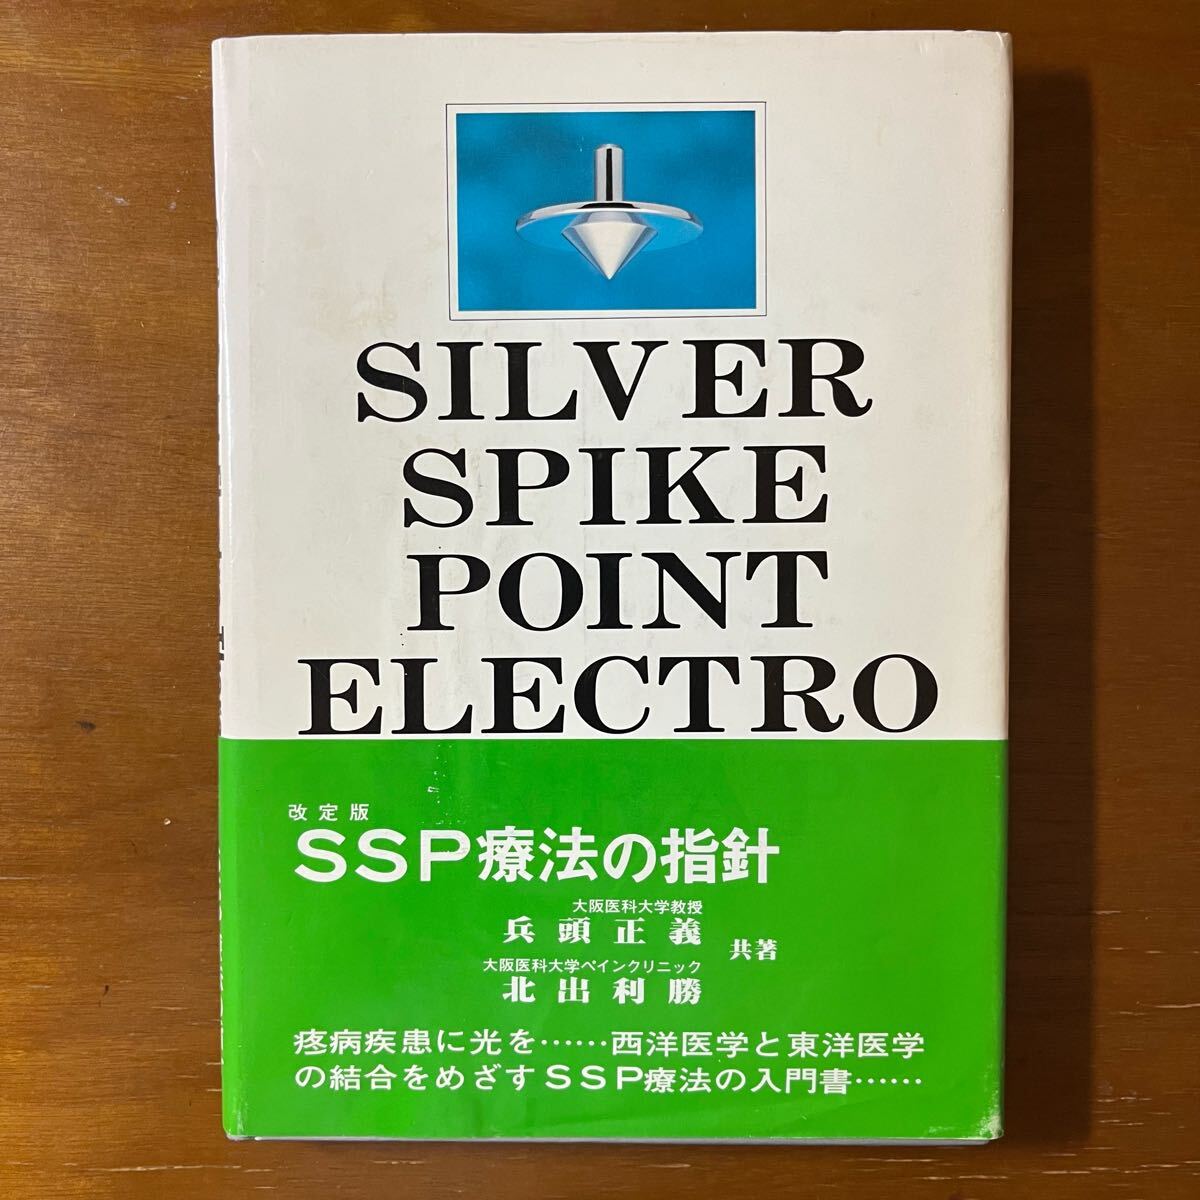 SILVER
SPIKE
POINT
ELECTRO
改定版
SSP療法の指針
大阪医科大学教授
兵頭正義
大阪医科大学ペインクリニック
北出利勝
共著
疼病疾患に光を……西洋医学と東洋医学
の結合をめざすSSP療法の入門書……